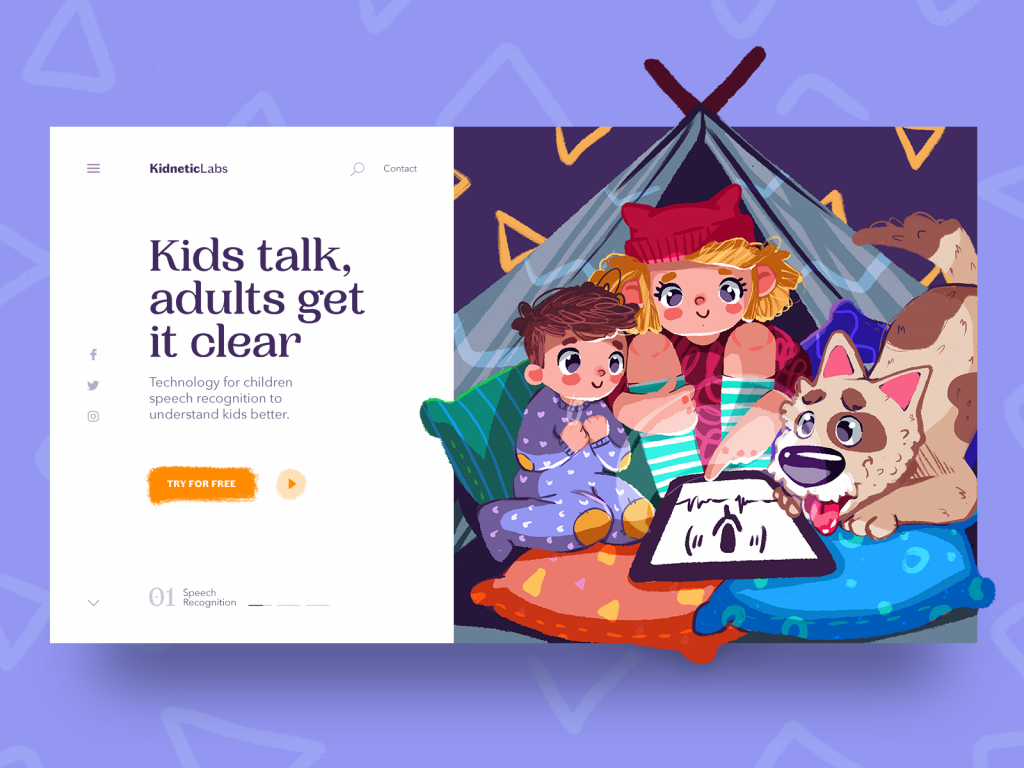 KidneticLabs
Contact
Kids talk,
adults get
it clear
Technology for children
speech recognition to
understand kids better.
TRY FOR FREE
01
Speech
Recognition